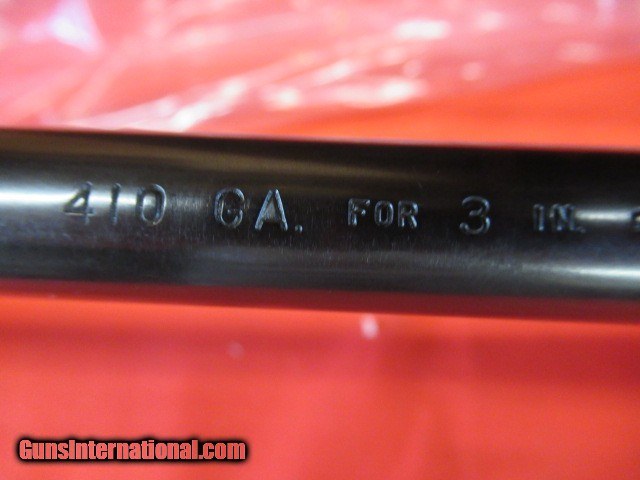 410 GA. FOR 3 IN.
GunsInternational.com